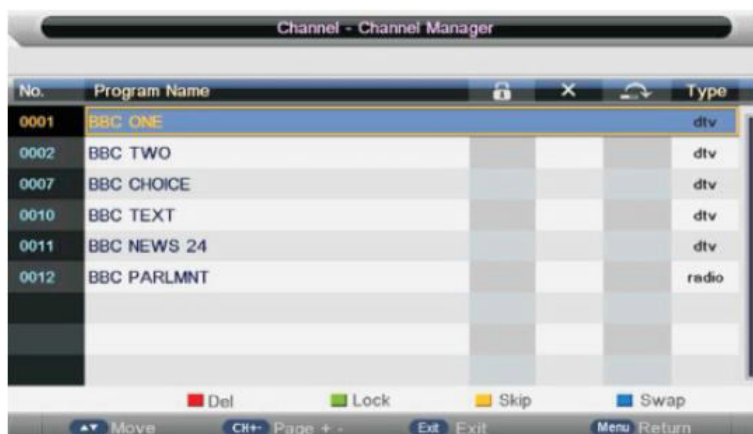 Channel - Channel Manager
No. Program Name Type
0001 BBC ONE dtv
0002 BBC TWO dtv
0007 BBC CHOICE dtv
0010 BBC TEXT dtv
0011 BBC NEWS 24 dtv
0012 BBC PARLMNT radio
Del Lock Skip Swap
Move CH+- Page + - Exit Exit Menu Return